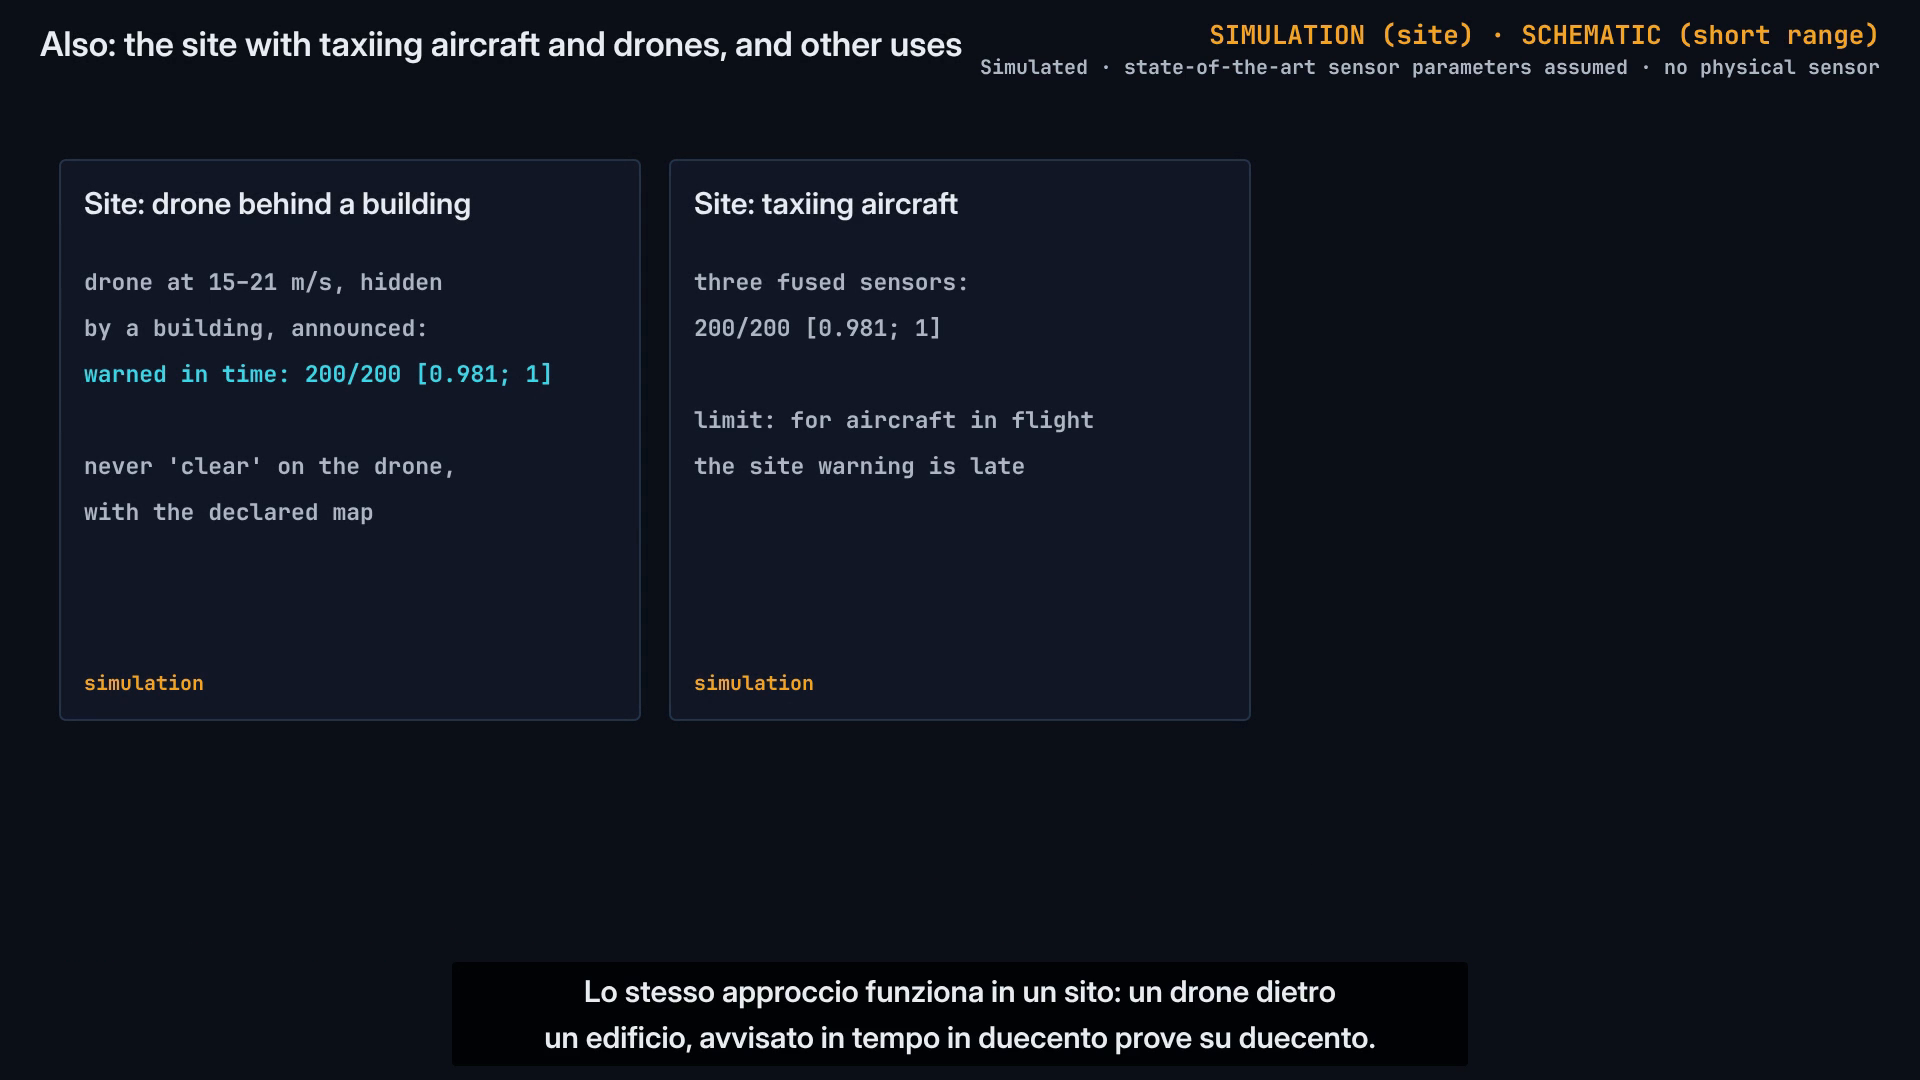 Also: the site with taxiing aircraft and drones, and other uses
SIMULATION (site) · SCHEMATIC (short range)
Simulated · state-of-the-art sensor parameters assumed · no physical sensor
Site: drone behind a building
drone at 15–21 m/s, hidden
by a building, announced:
warned in time: 200/200 [0.981; 1]
never 'clear' on the drone,
with the declared map
simulation
Site: taxiing aircraft
three fused sensors:
200/200 [0.981; 1]
limit: for aircraft in flight
the site warning is late
simulation
Lo stesso approccio funziona in un sito: un drone dietro
un edificio, avvisato in tempo in duecento prove su duecento.